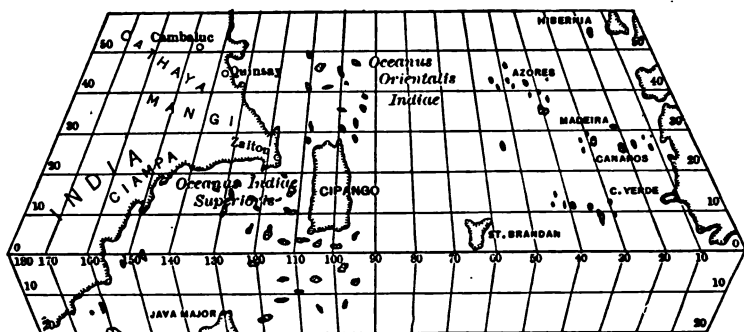 HIBERNIA
50
50
Cambaluc
CATHAYA
Oceanus
Orientalis
Indiae
Quinsay
AZORES
40
40
MANGI
MADEIRA
30
30
Zaiton
CANAROS
20
20
INDIA
CIAMPA
Oceanus Indiae
Superioris
CIPANGO
C. VERDE
10
10
ST. BRANDAN
0
0
180 170 160 150 140 130 120 110 100 90 80 70 60 50 40 30 20 10
10
10
20
JAVA MAJOR
20